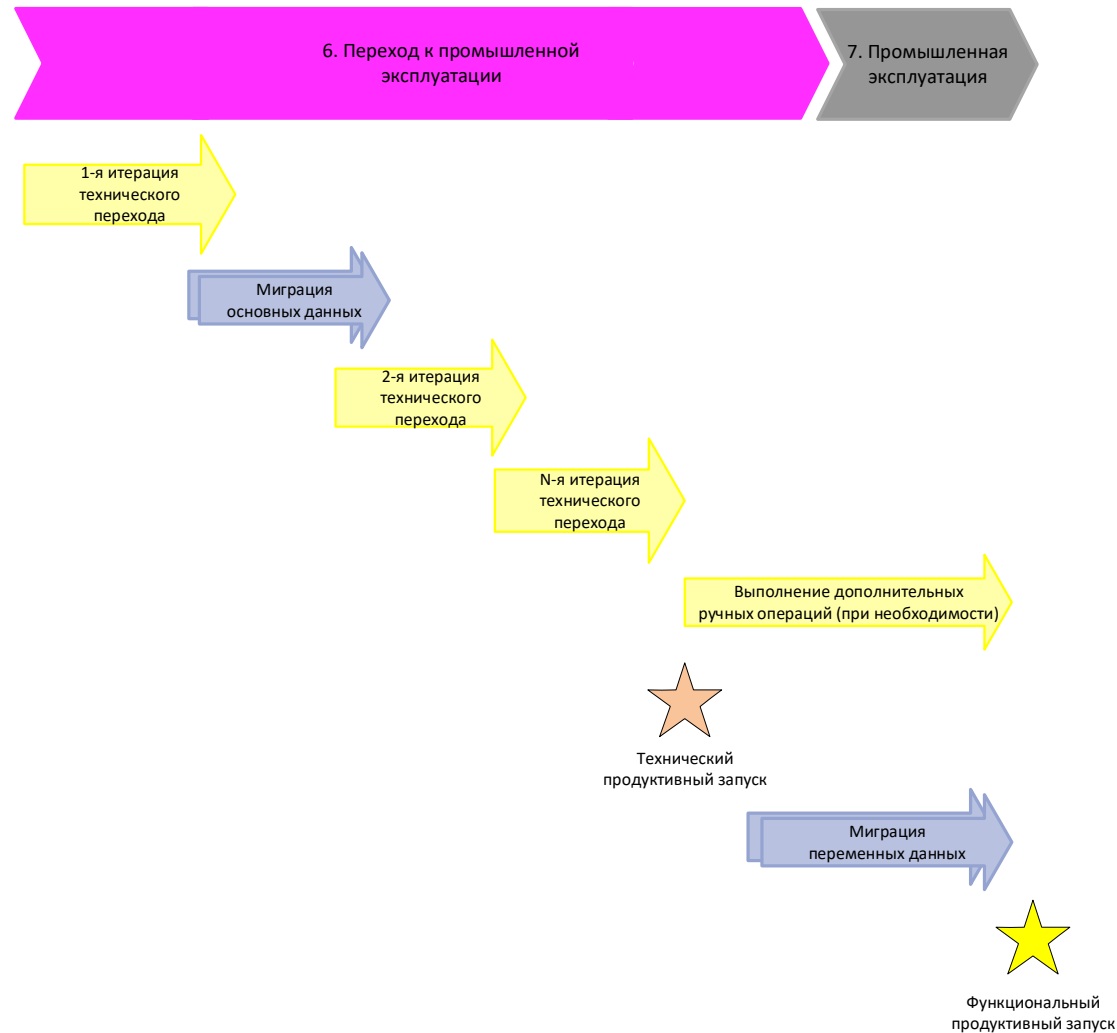 6. Переход к промышленной
эксплуатации
7. Промышленная
эксплуатация
1-я итерация
технического
перехода
Миграция
основных данных
2-я итерация
технического
перехода
N-я итерация
технического
перехода
Выполнение дополнительных
ручных операций (при необходимости)
Технический
продуктивный запуск
Миграция
переменных данных
Функциональный
продуктивный запуск